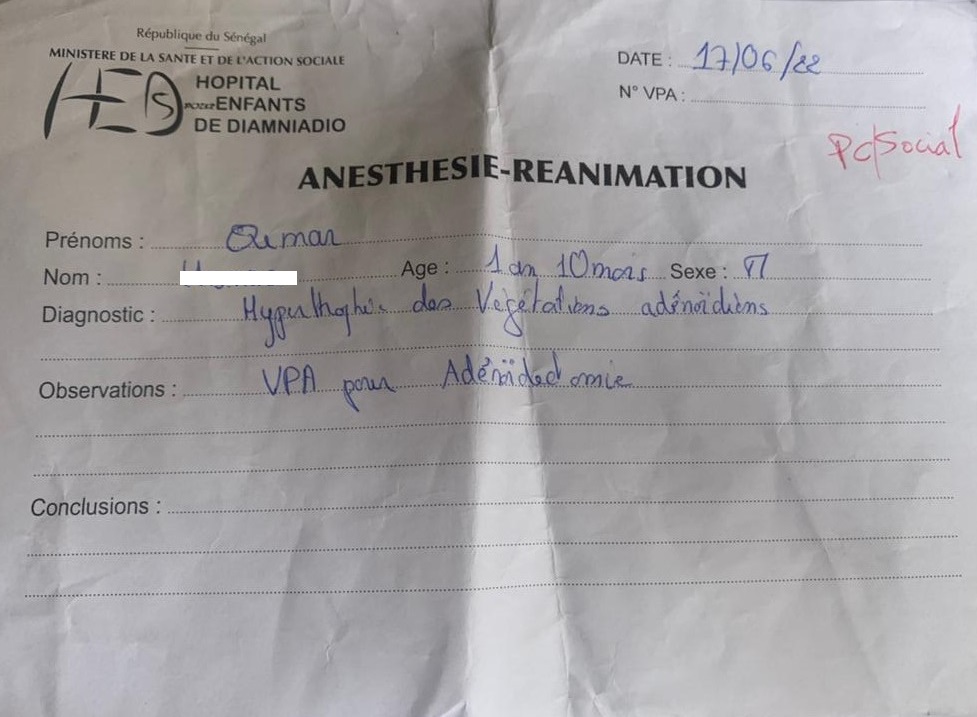 République du Sénégal
MINISTERE DE LA SANTE ET DE L'ACTION SOCIALE
HOPITAL
POUR ENFANTS
DE DIAMNIADIO
DATE : 17/06/22
N° VPA :
PC/Social
ANESTHESIE-REANIMATION
Prénoms : Oumar
Nom :
Age : 1 an 10 mois Sexe : M
Diagnostic : des Végétations adénoïdiens
Observations : VPA pour Adénoïdectomie
Conclusions :